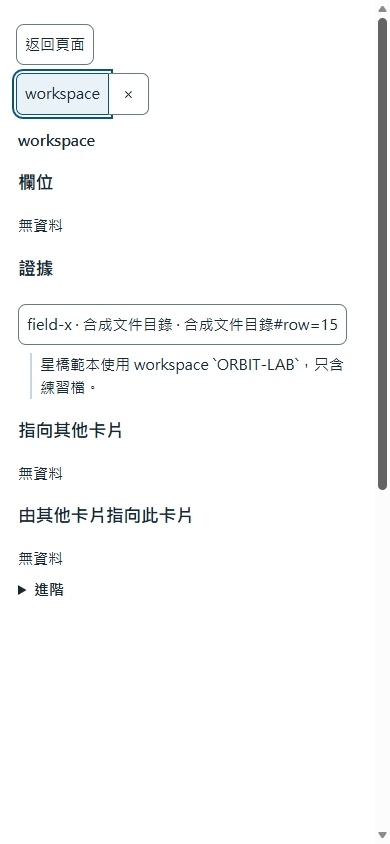 返回頁面
workspace ×
workspace
欄位
無資料
證據
field-x · 合成文件目錄 · 合成文件目錄#row=15
星橋範本使用 workspace `ORBIT-LAB`，只含
練習檔。
指向其他卡片
無資料
由其他卡片指向此卡片
無資料
▶ 進階